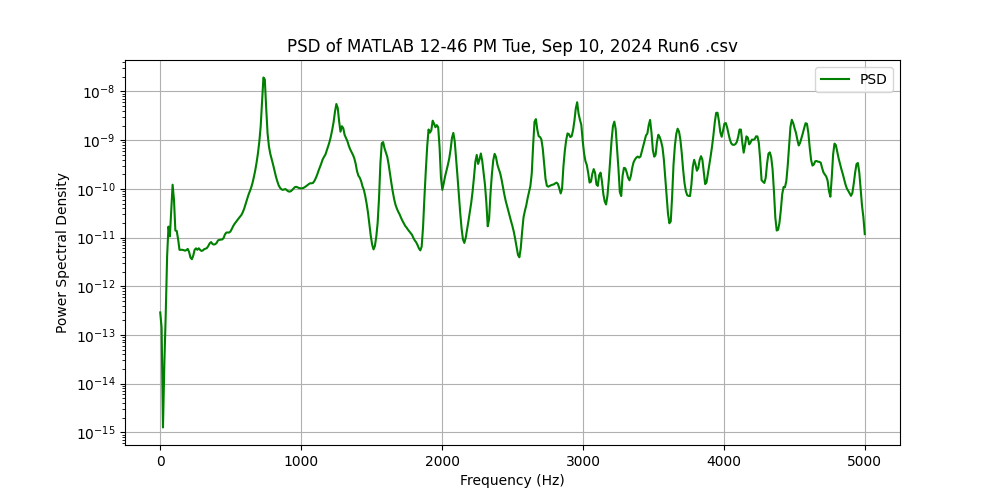 PSD of MATLAB 12-46 PM Tue, Sep 10, 2024 Run6 .csv
PSD
Power Spectral Density
10⁻⁸
10⁻⁹
10⁻¹⁰
10⁻¹¹
10⁻¹²
10⁻¹³
10⁻¹⁴
10⁻¹⁵
0 1000 2000 3000 4000 5000
Frequency (Hz)